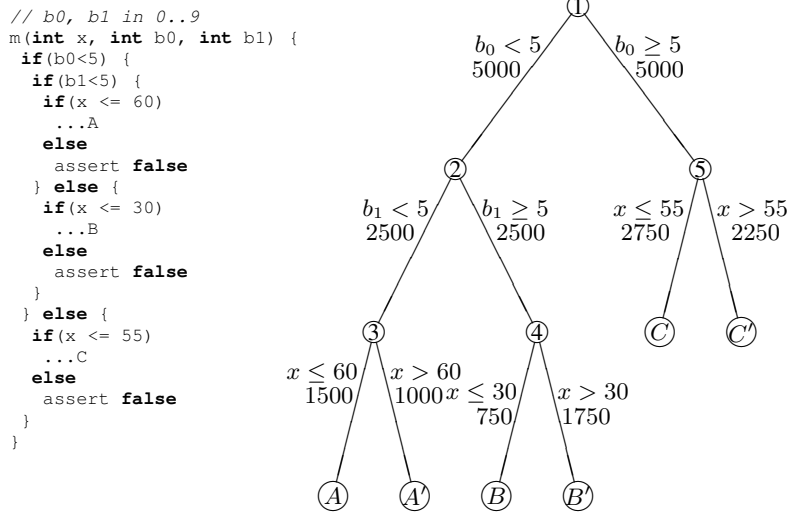 // b0, b1 in 0..9
m(int x, int b0, int b1) {
if(b0<5) {
if(b1<5) {
if(x <= 60)
...A
else
assert false
} else {
if(x <= 30)
...B
else
assert false
}
} else {
if(x <= 55)
...C
else
assert false
}
}
1
b₀ < 5
5000
b₀ ≥ 5
5000
2
5
b₁ < 5
2500
b₁ ≥ 5
2500
x ≤ 55
2750
x > 55
2250
3
4
C
C′
x ≤ 60
1500
x > 60
1000
x ≤ 30
750
x > 30
1750
A
A′
B
B′